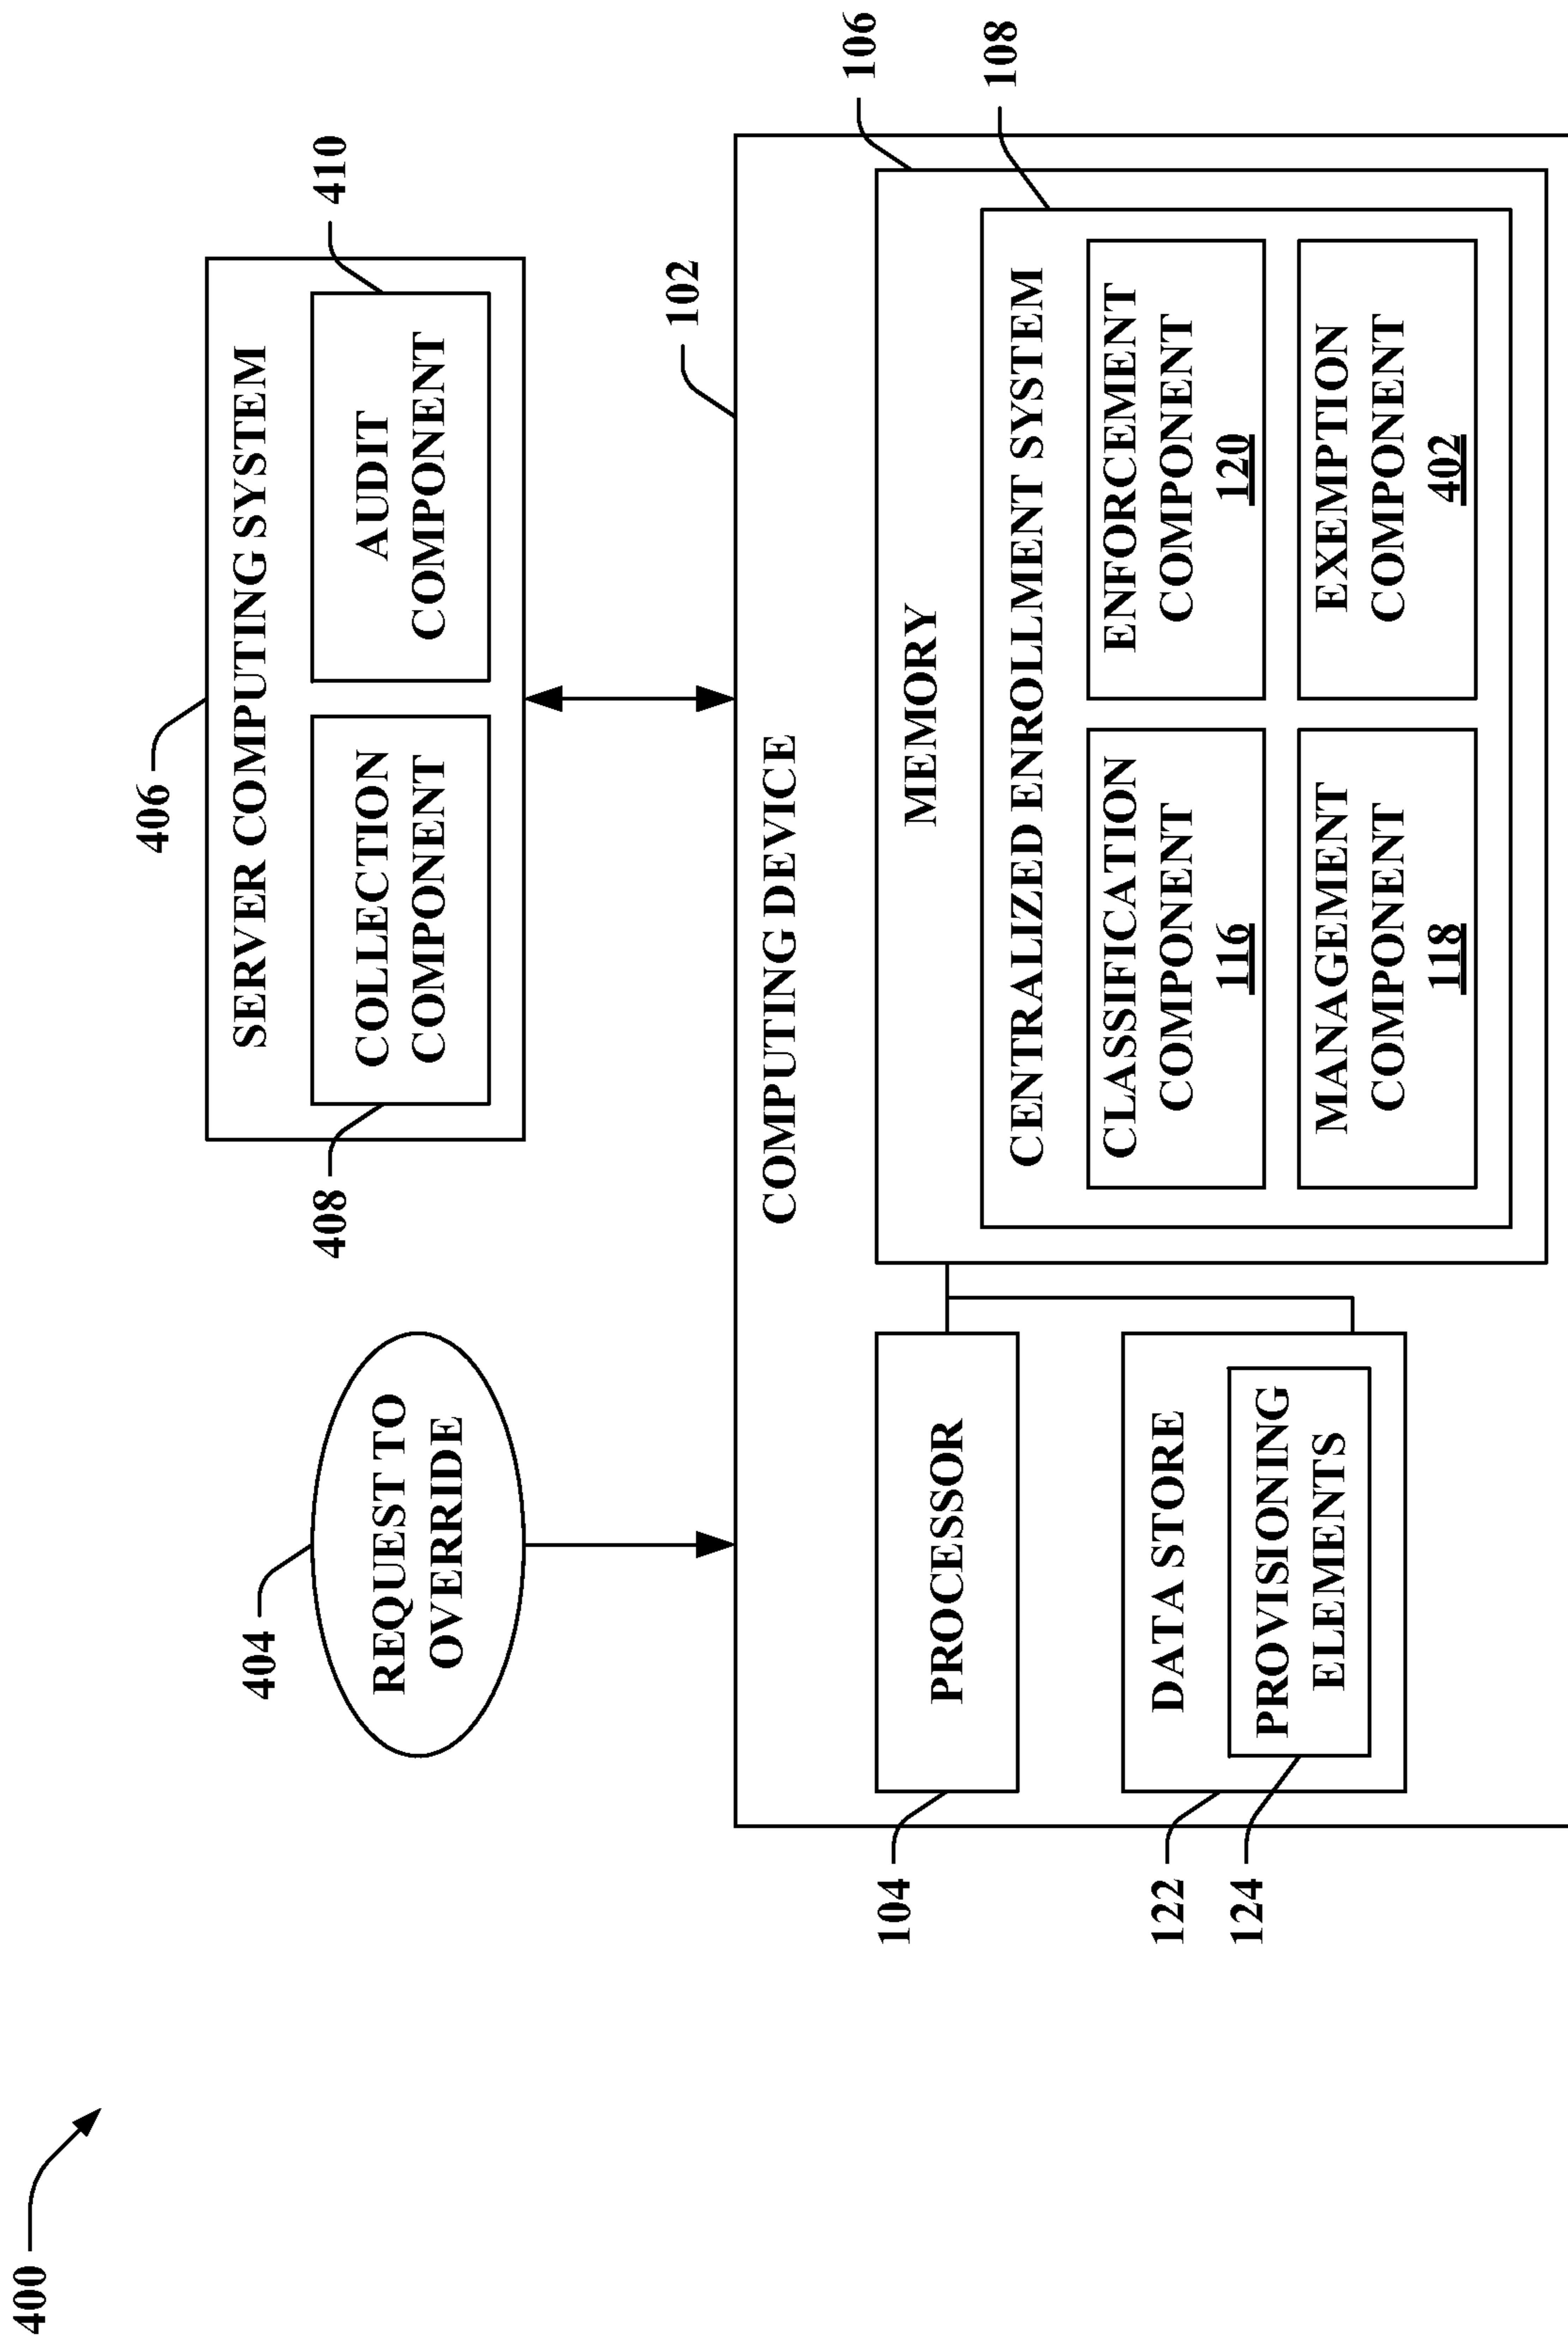 400
406
SERVER COMPUTING SYSTEM
404
REQUEST TO
OVERRIDE
408
COLLECTION
COMPONENT
AUDIT
COMPONENT
410
102
COMPUTING DEVICE
106
108
104
PROCESSOR
MEMORY
CENTRALIZED ENROLLMENT SYSTEM
CLASSIFICATION
COMPONENT
116
ENFORCEMENT
COMPONENT
120
122
DATA STORE
124
PROVISIONING
ELEMENTS
MANAGEMENT
COMPONENT
118
EXEMPTION
COMPONENT
402